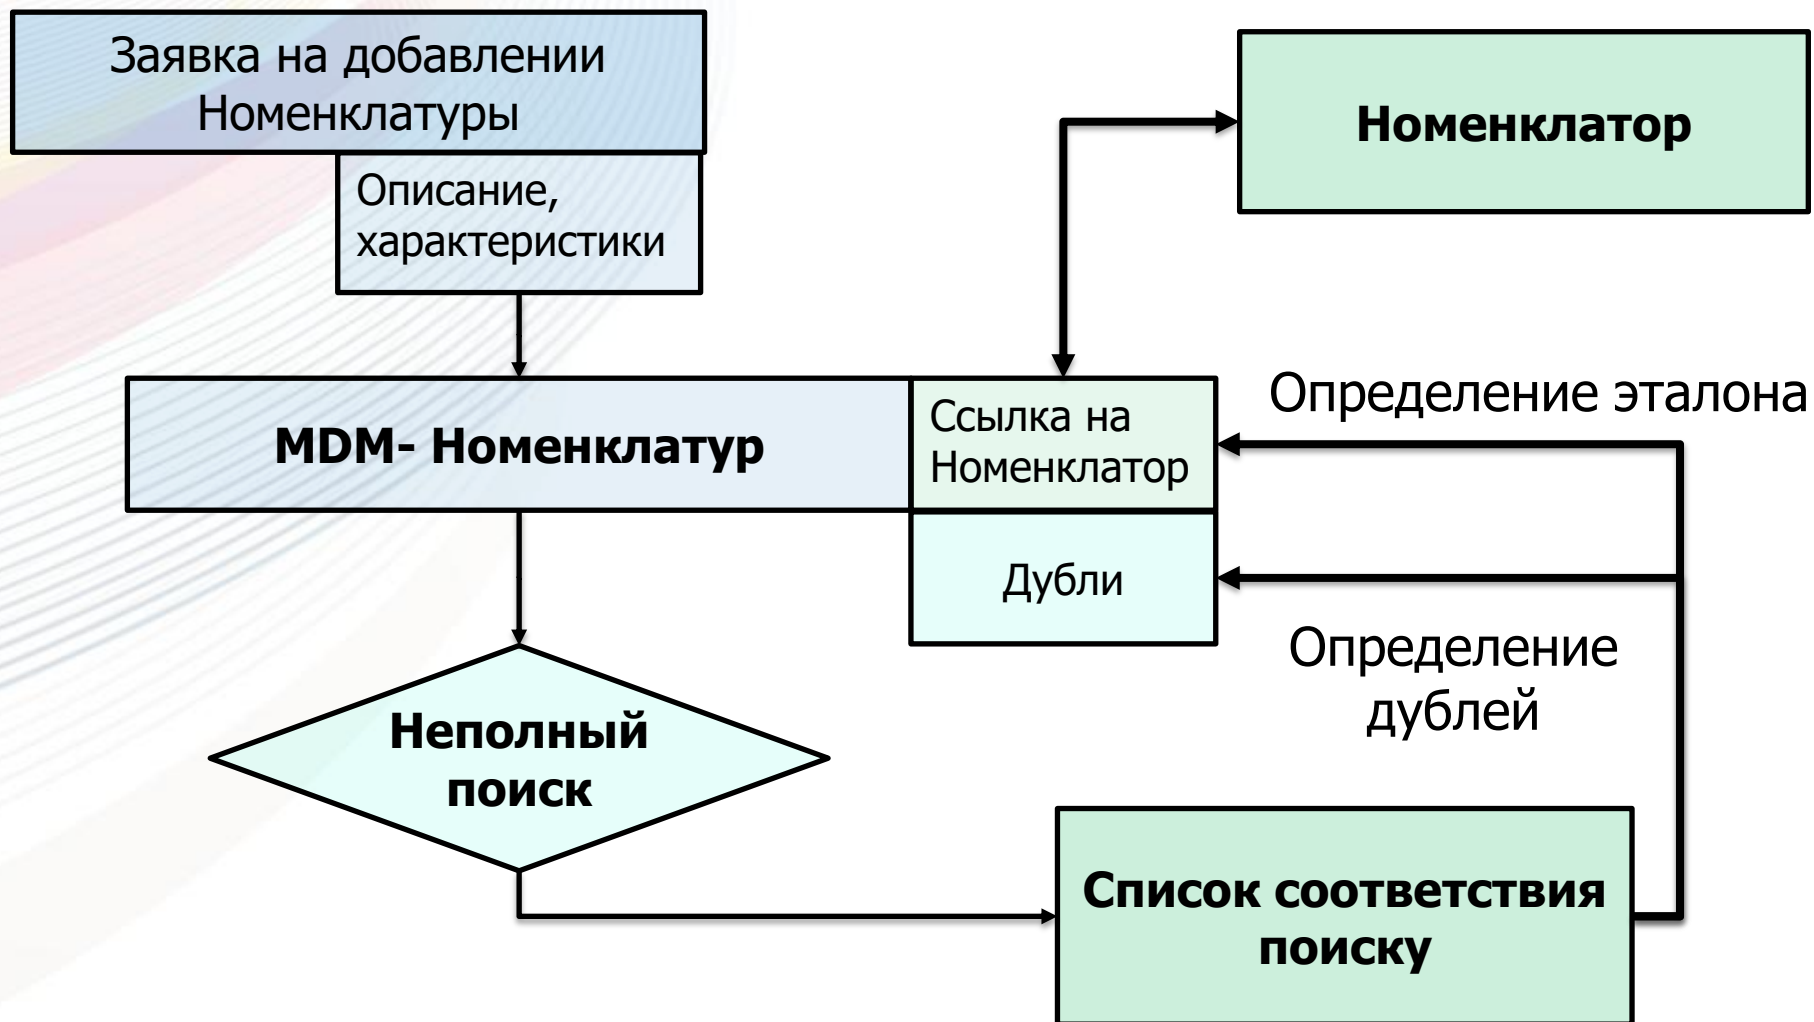 Заявка на добавлении
Номенклатуры
Описание,
характеристики
Номенклатор
MDM- Номенклатур
Ссылка на
Номенклатор
Определение эталона
Дубли
Определение
дублей
Неполный
поиск
Список соответствия
поиску